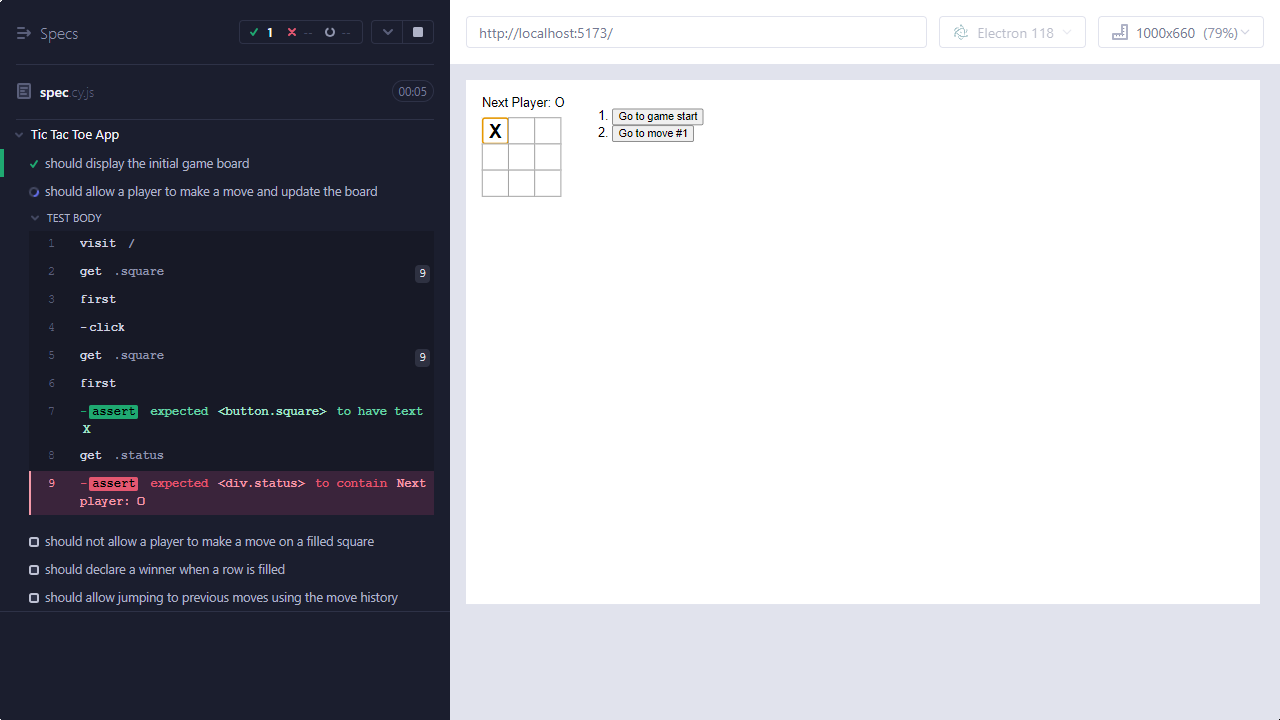 Specs
1
--
--
spec.cy.js
00:05
Tic Tac Toe App
should display the initial game board
should allow a player to make a move and update the board
TEST BODY
1 visit /
2 get .square 9
3 first
4 -click
5 get .square 9
6 first
7 -assert expected <button.square> to have text
X
8 get .status
9 -assert expected <div.status> to contain Next
player: O
should not allow a player to make a move on a filled square
should declare a winner when a row is filled
should allow jumping to previous moves using the move history
http://localhost:5173/
Electron 118
1000x660 (79%)
Next Player: O
X
1. Go to game start
2. Go to move #1